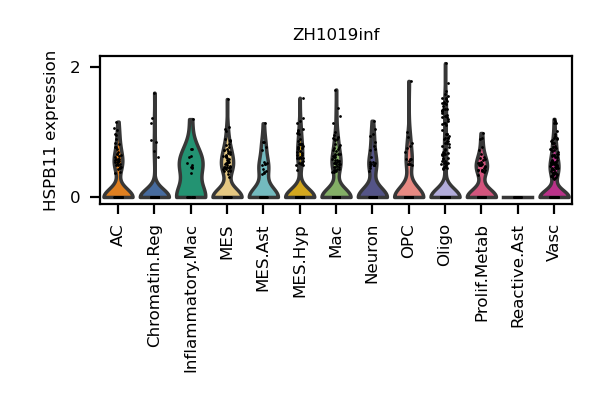 ZH1019inf
HSPB11 expression
2
0
AC
Chromatin.Reg
Inflammatory.Mac
MES
MES.Ast
MES.Hyp
Mac
Neuron
OPC
Oligo
Prolif.Metab
Reactive.Ast
Vasc